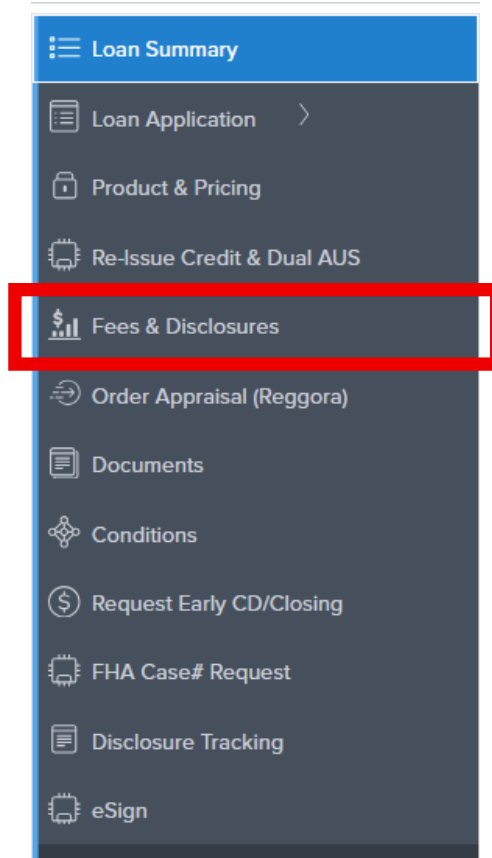 Loan Summary
Loan Application
Product & Pricing
Re-Issue Credit & Dual AUS
Fees & Disclosures
Order Appraisal (Reggora)
Documents
Conditions
Request Early CD/Closing
FHA Case# Request
Disclosure Tracking
eSign